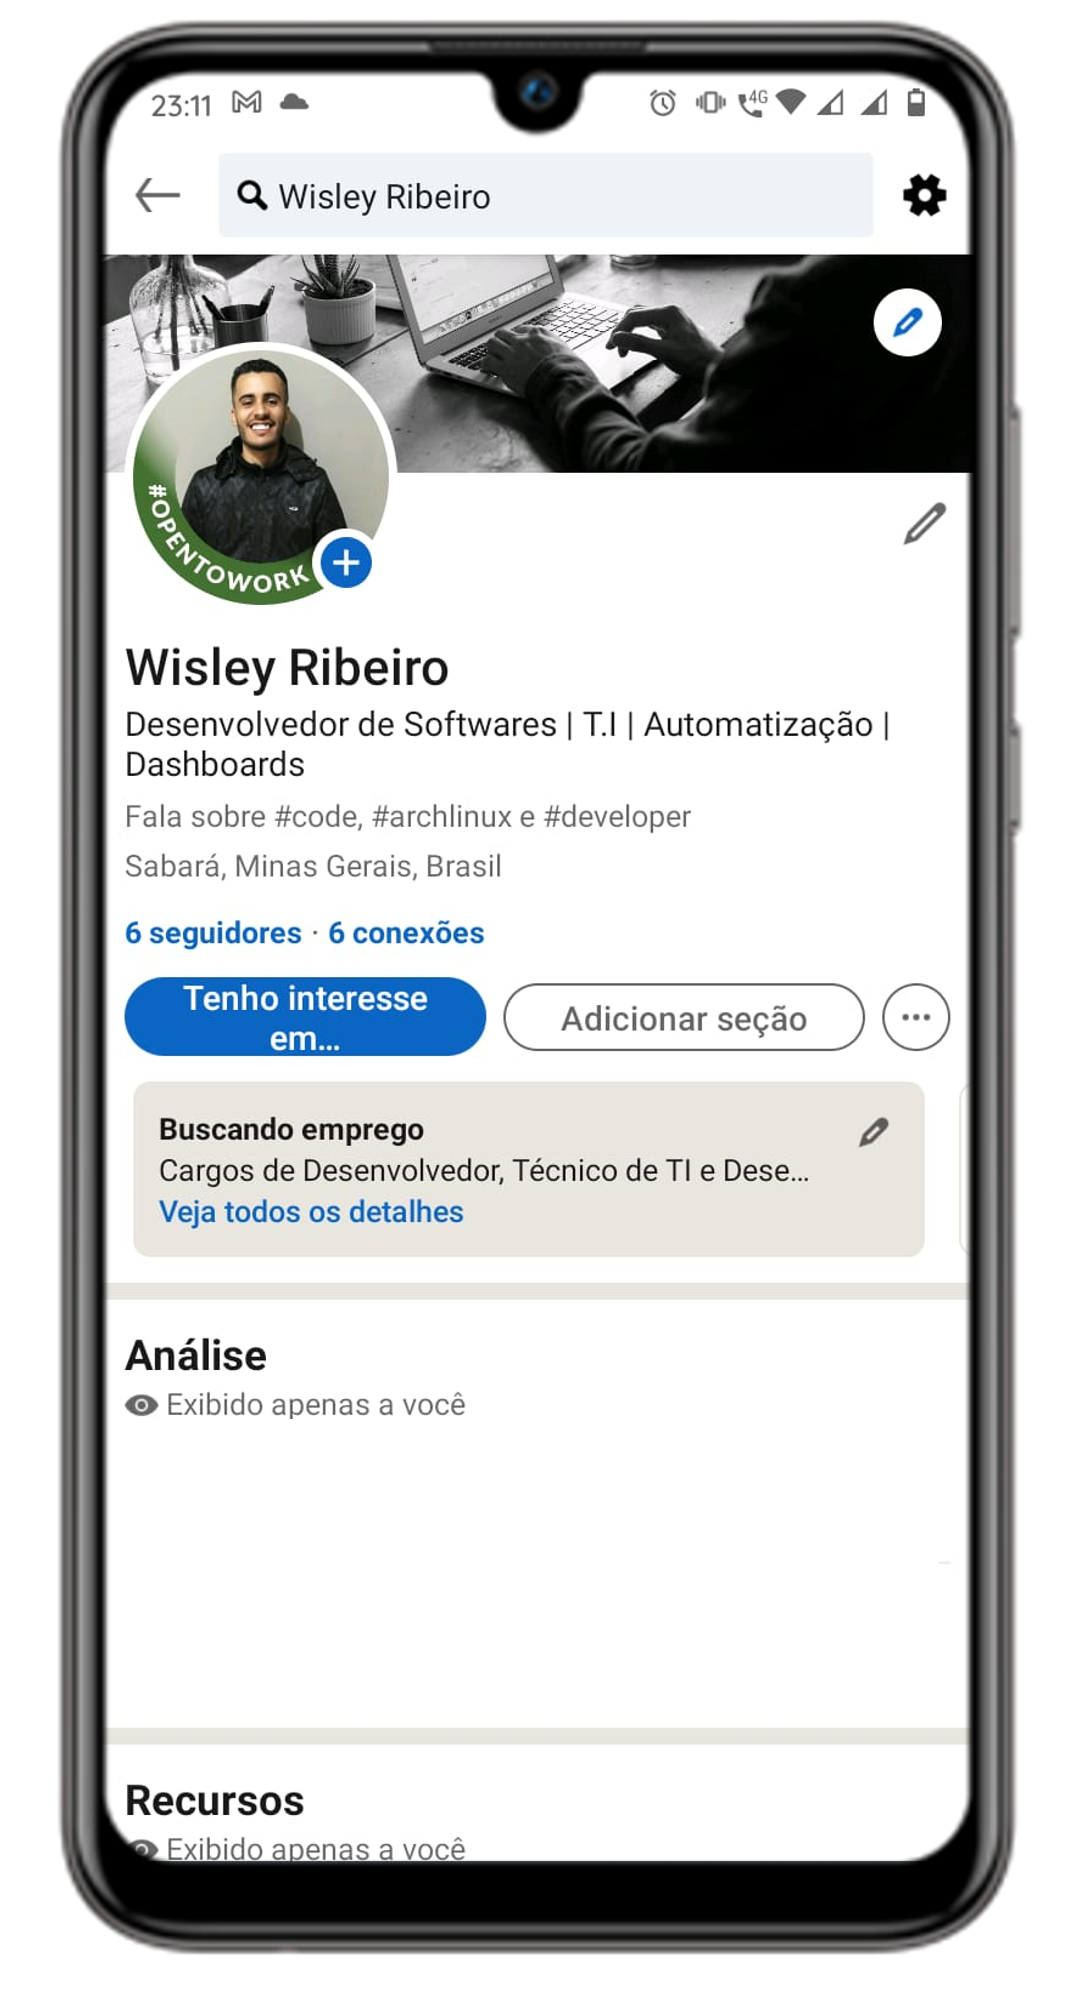 23:11
4G
Wisley Ribeiro
#OPENTOWORK
Wisley Ribeiro
Desenvolvedor de Softwares | T.I | Automatização |
Dashboards
Fala sobre #code, #archlinux e #developer
Sabará, Minas Gerais, Brasil
6 seguidores · 6 conexões
Tenho interesse
em...
Adicionar seção
Buscando emprego
Cargos de Desenvolvedor, Técnico de TI e Dese...
Veja todos os detalhes
Análise
Exibido apenas a você
Recursos
Exibido apenas a você